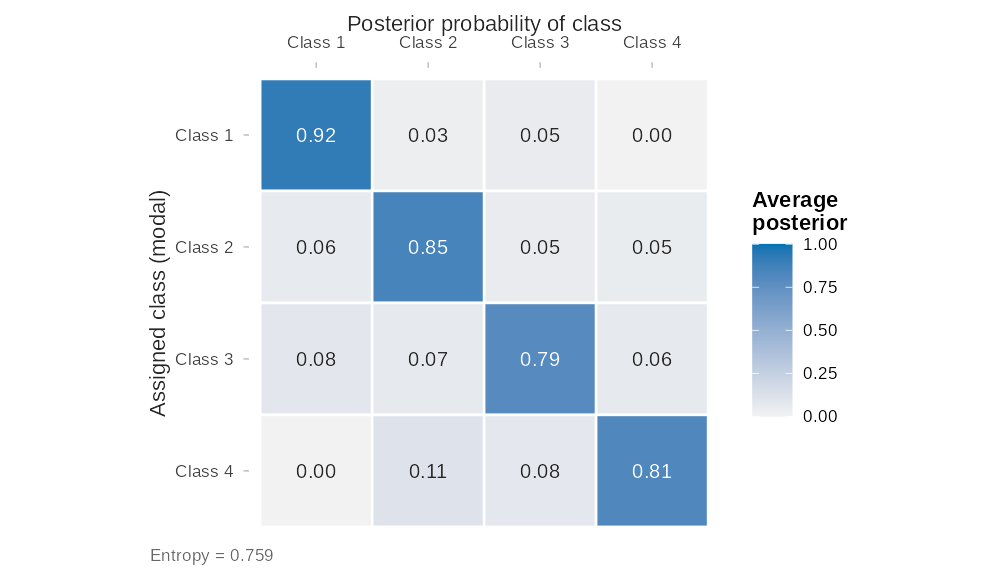 Posterior probability of class
Class 1 Class 2 Class 3 Class 4
Assigned class (modal)
Class 1 0.92 0.03 0.05 0.00
Class 2 0.06 0.85 0.05 0.05
Class 3 0.08 0.07 0.79 0.06
Class 4 0.00 0.11 0.08 0.81
Average
posterior
1.00
0.75
0.50
0.25
0.00
Entropy = 0.759